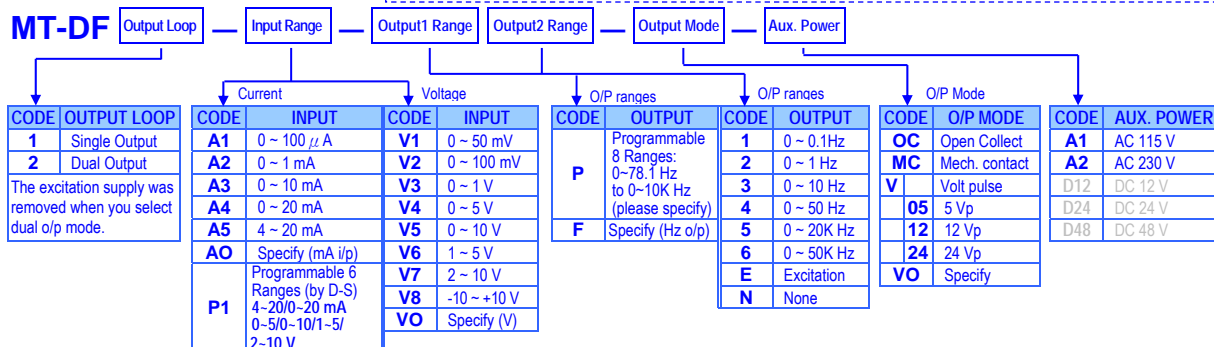 MT-DF Output Loop — Input Range — Output1 Range Output2 Range — Output Mode — Aux. Power
Current Voltage O/P ranges O/P ranges O/P Mode
CODE OUTPUT LOOP
1 Single Output
2 Dual Output
The excitation supply was
removed when you select
dual o/p mode.
CODE INPUT
A1 0 ~ 100 μ A
A2 0 ~ 1 mA
A3 0 ~ 10 mA
A4 0 ~ 20 mA
A5 4 ~ 20 mA
AO Specify (mA i/p)
P1 Programmable 6
Ranges (by D-S)
4~20/0~20 mA
0~5/0~10/1~5/
2~10 V
CODE INPUT
V1 0 ~ 50 mV
V2 0 ~ 100 mV
V3 0 ~ 1 V
V4 0 ~ 5 V
V5 0 ~ 10 V
V6 1 ~ 5 V
V7 2 ~ 10 V
V8 -10 ~ +10 V
VO Specify (V)
CODE OUTPUT
P Programmable
8 Ranges:
0~78.1 Hz
to 0~10K Hz
(please specify)
F Specify (Hz o/p)
CODE OUTPUT
1 0 ~ 0.1Hz
2 0 ~ 1 Hz
3 0 ~ 10 Hz
4 0 ~ 50 Hz
5 0 ~ 20K Hz
6 0 ~ 50K Hz
E Excitation
N None
CODE O/P MODE
OC Open Collect
MC Mech. contact
V Volt pulse
05 5 Vp
12 12 Vp
24 24 Vp
VO Specify
CODE AUX. POWER
A1 AC 115 V
A2 AC 230 V
D12 DC 12 V
D24 DC 24 V
D48 DC 48 V